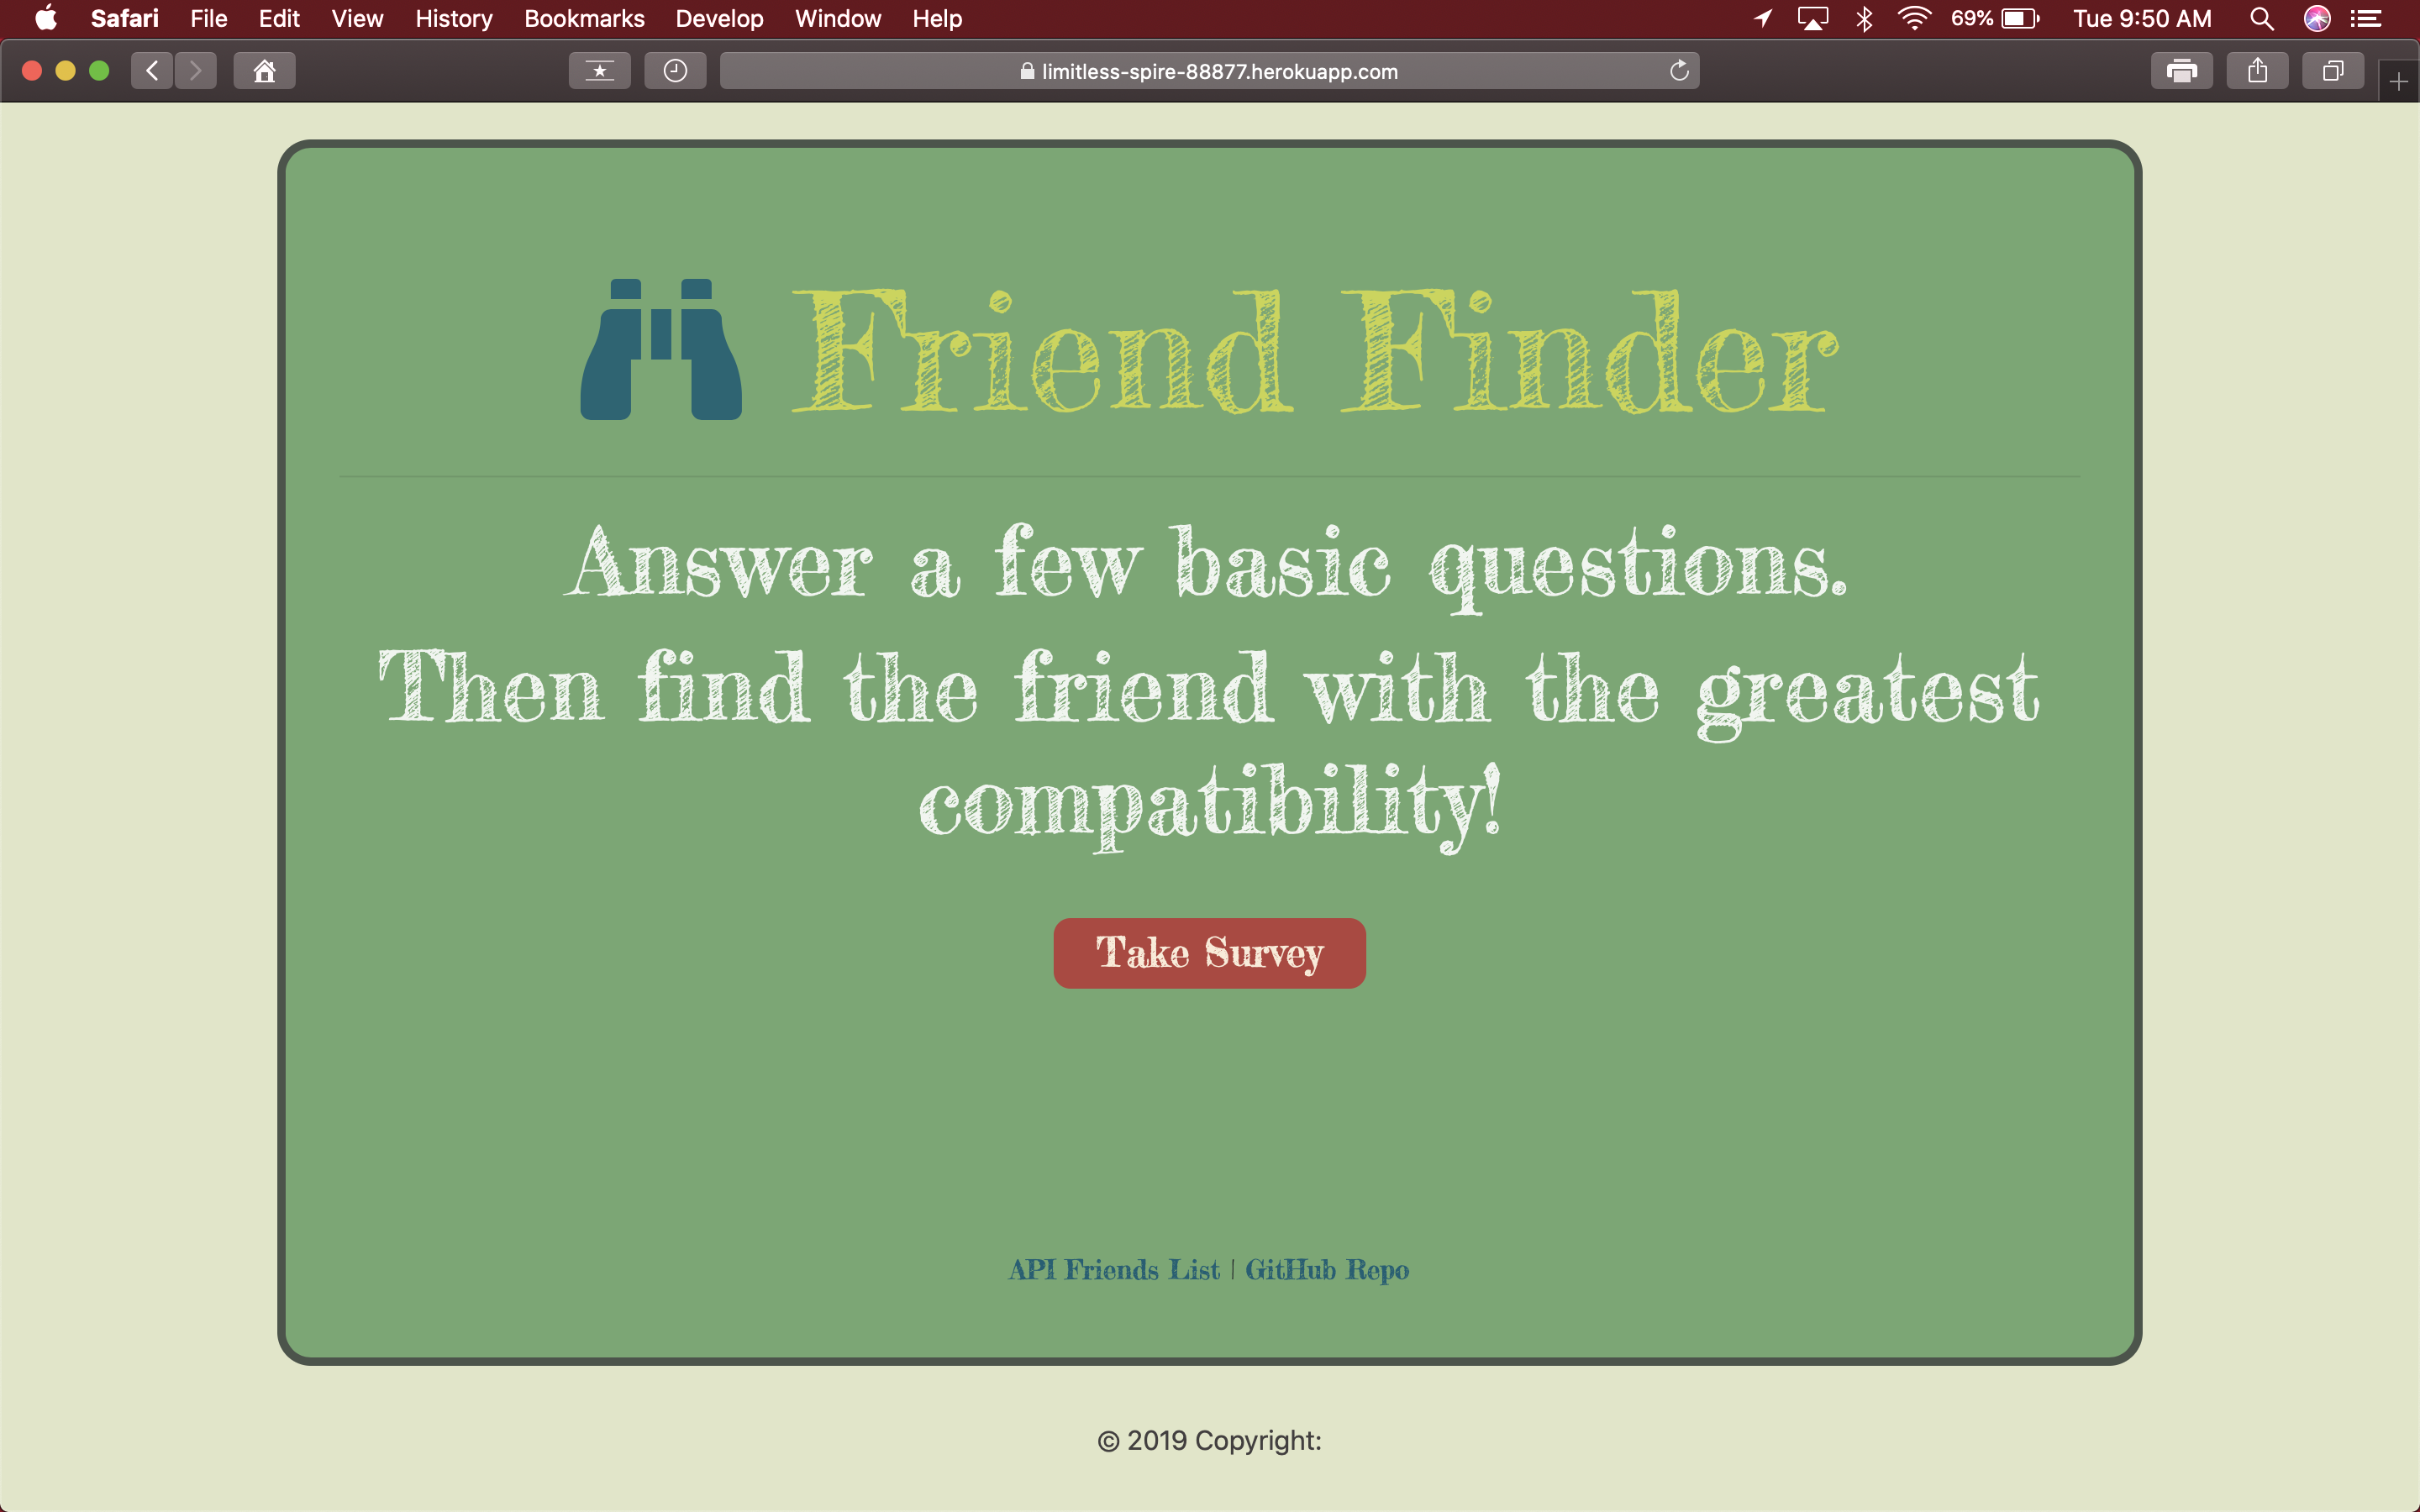 Safari File Edit View History Bookmarks Develop Window Help 69% Tue 9:50 AM
limitless-spire-88877.herokuapp.com
Friend Finder
Answer a few basic questions.
Then find the friend with the greatest
compatibility!
Take Survey
API Friends List | GitHub Repo
© 2019 Copyright: